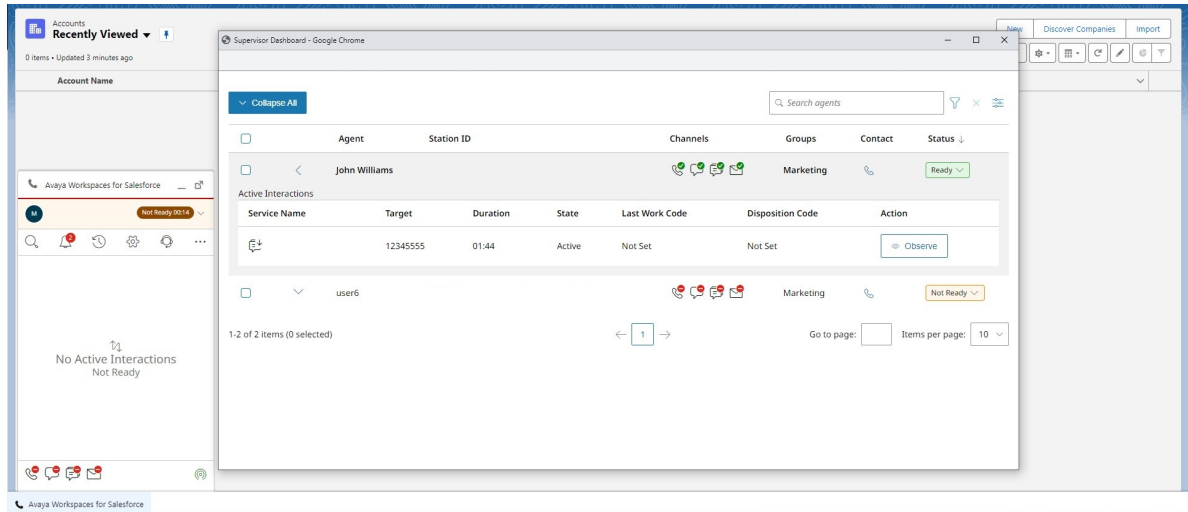 Accounts
Recently Viewed
New Discover Companies Import
0 items • Updated 3 minutes ago
Account Name
Supervisor Dashboard - Google Chrome
Collapse All
Search agents
Agent Station ID Channels Groups Contact Status ↓
John Williams Marketing Ready
Active Interactions
Service Name Target Duration State Last Work Code Disposition Code Action
12345555 01:44 Active Not Set Not Set Observe
user6 Marketing Not Ready
1-2 of 2 items (0 selected) ← 1 → Go to page: Items per page: 10
Avaya Workspaces for Salesforce
M Not Ready 00:14
2
No Active Interactions
Not Ready
Avaya Workspaces for Salesforce